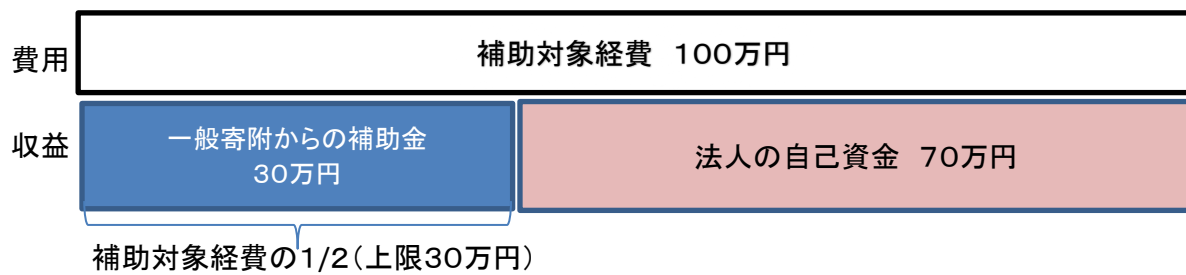 費用
補助対象経費　１００万円
収益
一般寄附からの補助金
３０万円
法人の自己資金　７０万円
補助対象経費の１/２（上限３０万円）